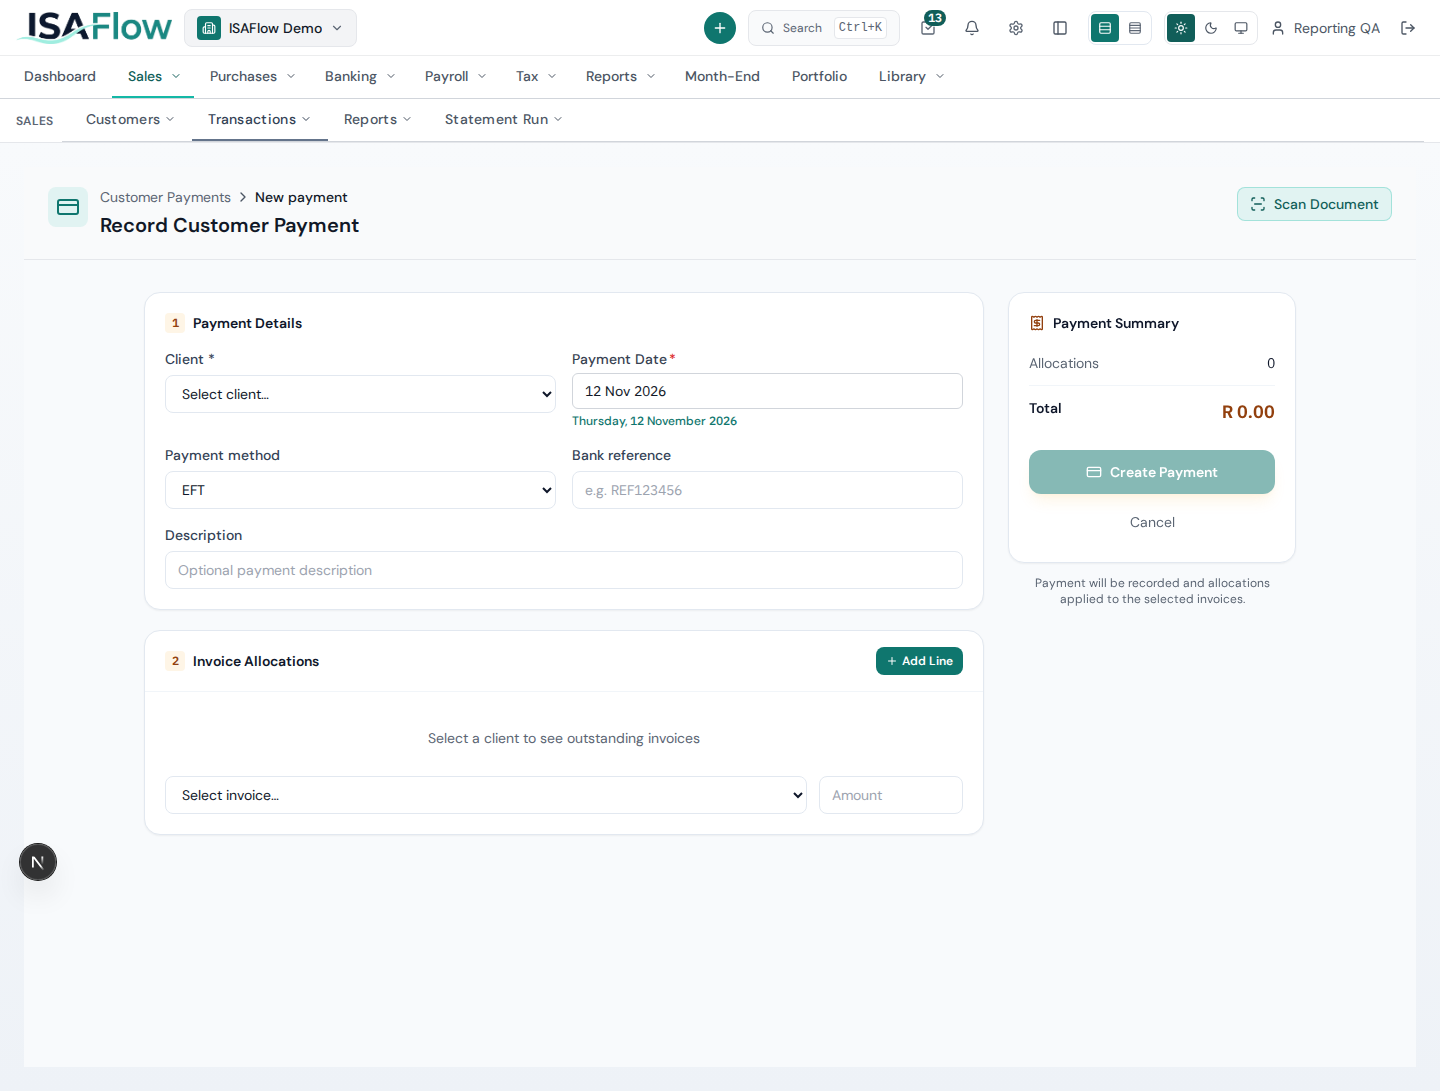 ISAFlow
ISAFlow Demo
Search Ctrl+K
13
Reporting QA
Dashboard Sales Purchases Banking Payroll Tax Reports Month-End Portfolio Library
SALES Customers Transactions Reports Statement Run
Customer Payments New payment
Record Customer Payment
Scan Document
1 Payment Details
Client *
Select client...
Payment Date *
12 Nov 2026
Thursday, 12 November 2026
Payment method
EFT
Bank reference
e.g. REF123456
Description
Optional payment description
2 Invoice Allocations
+ Add Line
Select a client to see outstanding invoices
Select invoice...
Amount
Payment Summary
Allocations 0
Total R 0.00
Create Payment
Cancel
Payment will be recorded and allocations
applied to the selected invoices.
N